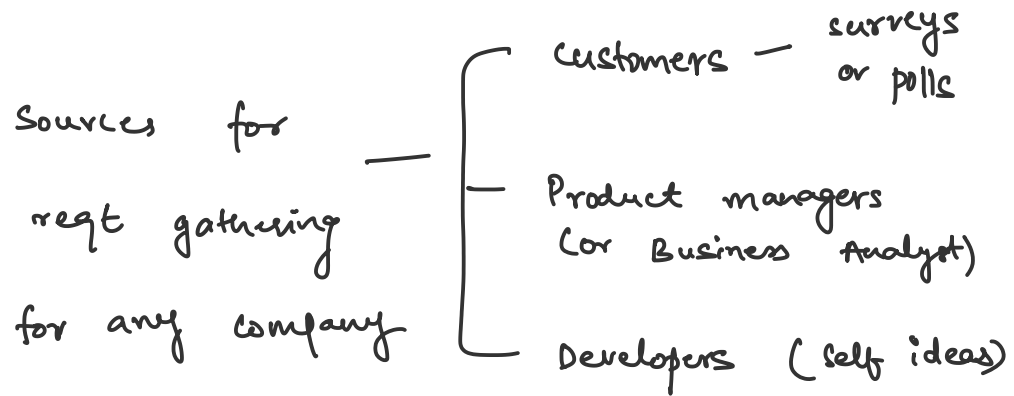 Sources for
reqt gathering
for any company
Customers - surveys
or polls
Product managers
(or Business Analyst)
Developers (self ideas)